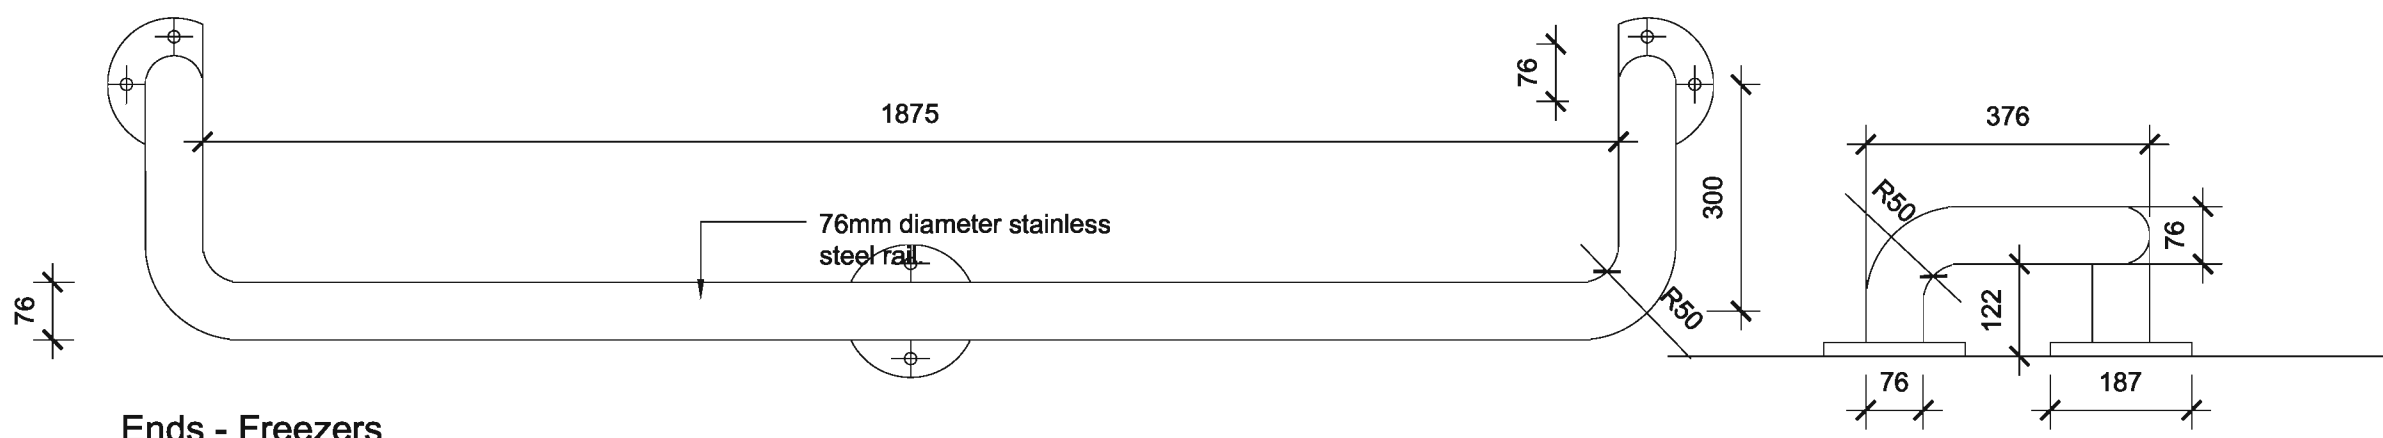 1875
76
300
376
R50
76
76mm diameter stainless
steel rail.
76
R50
122
76
187
Ends - Freezers